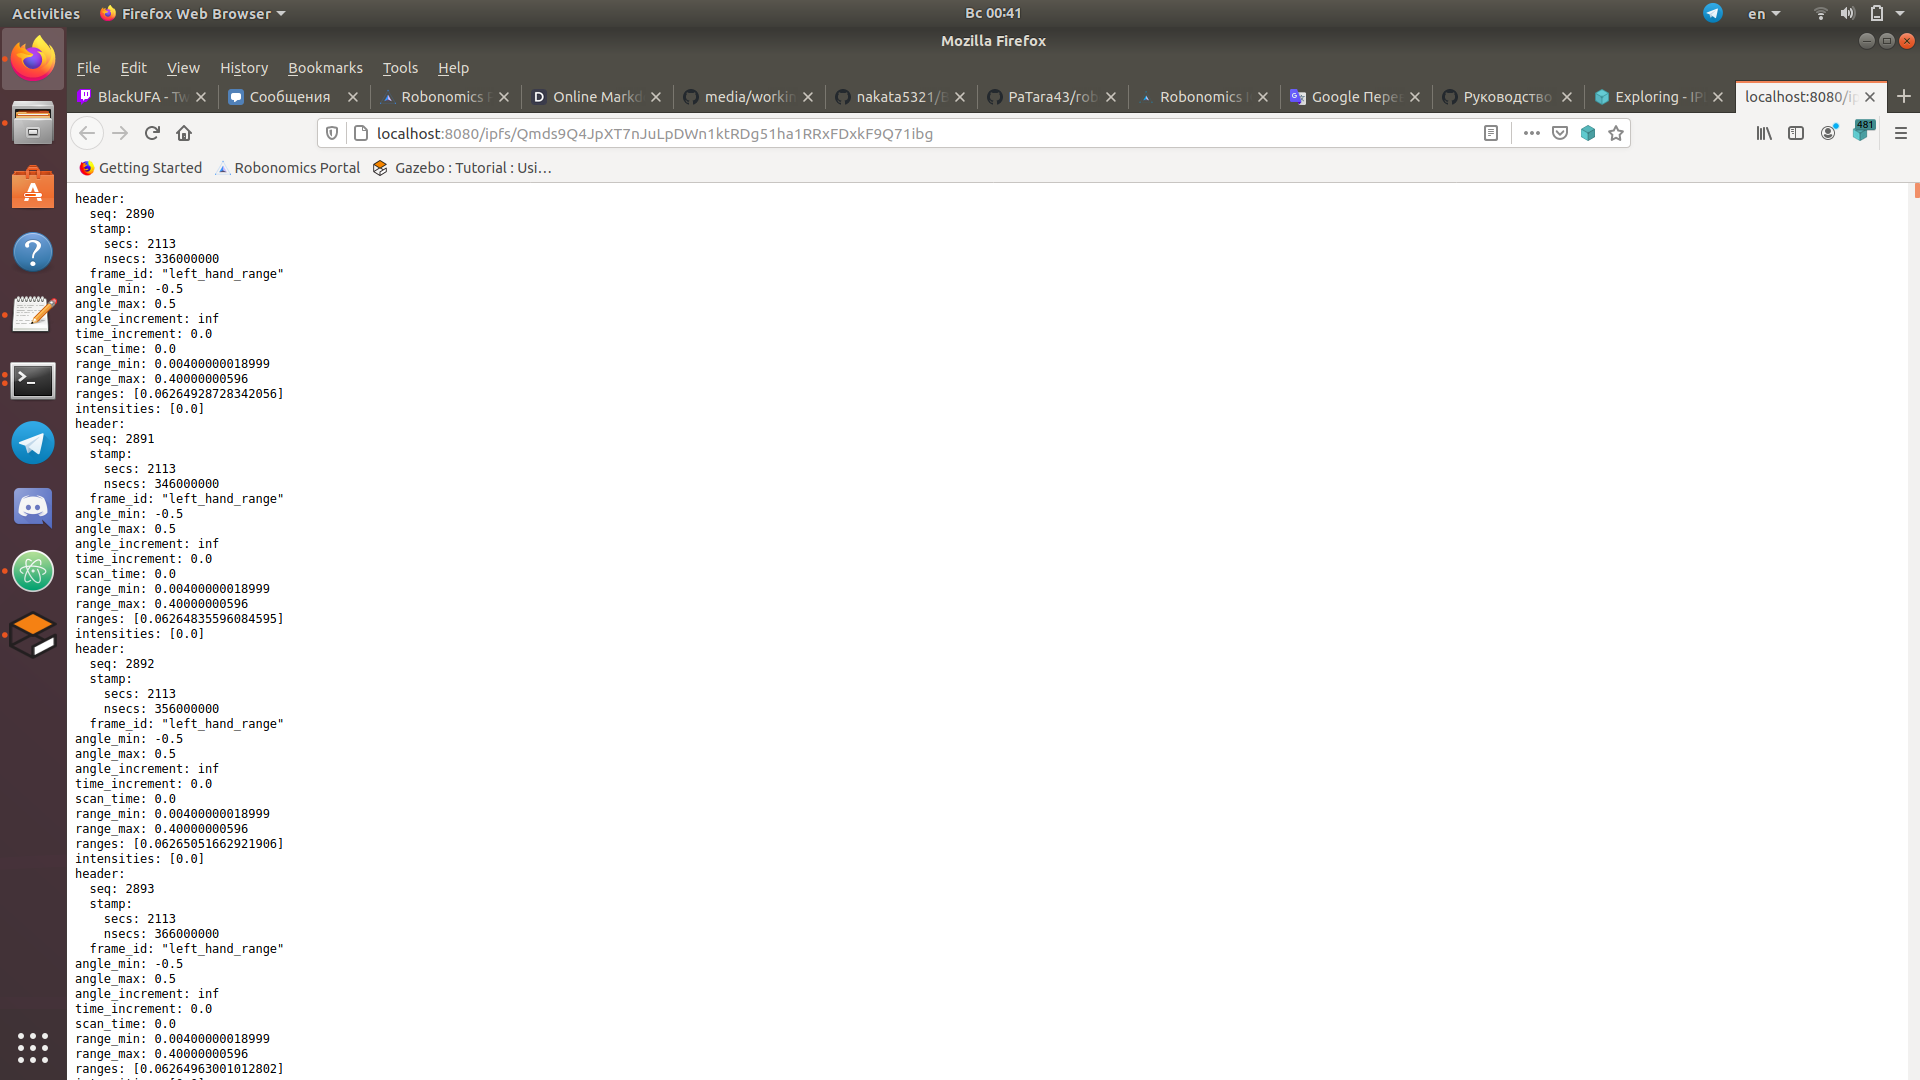 Activities
Firefox Web Browser
Вс 00:41
en
Mozilla Firefox
File Edit View History Bookmarks Tools Help
BlackUFA - Tw
Сообщения
Robonomics
Online Markd
media/workin
nakata5321/
PaTara43/rob
Robonomics
Google Пере
Руководство
Exploring - IP
localhost:8080/ip
localhost:8080/ipfs/Qmds9Q4JpXT7nJuLpDWn1ktRDg51ha1RRxFDxkF9Q71ibg
481
Getting Started
Robonomics Portal
Gazebo : Tutorial : Usi…
header:
seq: 2890
stamp:
secs: 2113
nsecs: 336000000
frame_id: "left_hand_range"
angle_min: -0.5
angle_max: 0.5
angle_increment: inf
time_increment: 0.0
scan_time: 0.0
range_min: 0.00400000018999
range_max: 0.40000000596
ranges: [0.06264928728342056]
intensities: [0.0]
header:
seq: 2891
stamp:
secs: 2113
nsecs: 346000000
frame_id: "left_hand_range"
angle_min: -0.5
angle_max: 0.5
angle_increment: inf
time_increment: 0.0
scan_time: 0.0
range_min: 0.00400000018999
range_max: 0.40000000596
ranges: [0.06264835596084595]
intensities: [0.0]
header:
seq: 2892
stamp:
secs: 2113
nsecs: 356000000
frame_id: "left_hand_range"
angle_min: -0.5
angle_max: 0.5
angle_increment: inf
time_increment: 0.0
scan_time: 0.0
range_min: 0.00400000018999
range_max: 0.40000000596
ranges: [0.06265051662921906]
intensities: [0.0]
header:
seq: 2893
stamp:
secs: 2113
nsecs: 366000000
frame_id: "left_hand_range"
angle_min: -0.5
angle_max: 0.5
angle_increment: inf
time_increment: 0.0
scan_time: 0.0
range_min: 0.00400000018999
range_max: 0.40000000596
ranges: [0.06264963001012802]